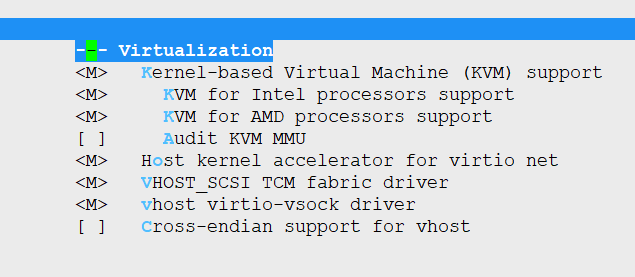 --- Virtualization
<M>   Kernel-based Virtual Machine (KVM) support
<M>     KVM for Intel processors support
<M>     KVM for AMD processors support
[ ]     Audit KVM MMU
<M>   Host kernel accelerator for virtio net
<M>   VHOST_SCSI TCM fabric driver
<M>   vhost virtio-vsock driver
[ ]   Cross-endian support for vhost